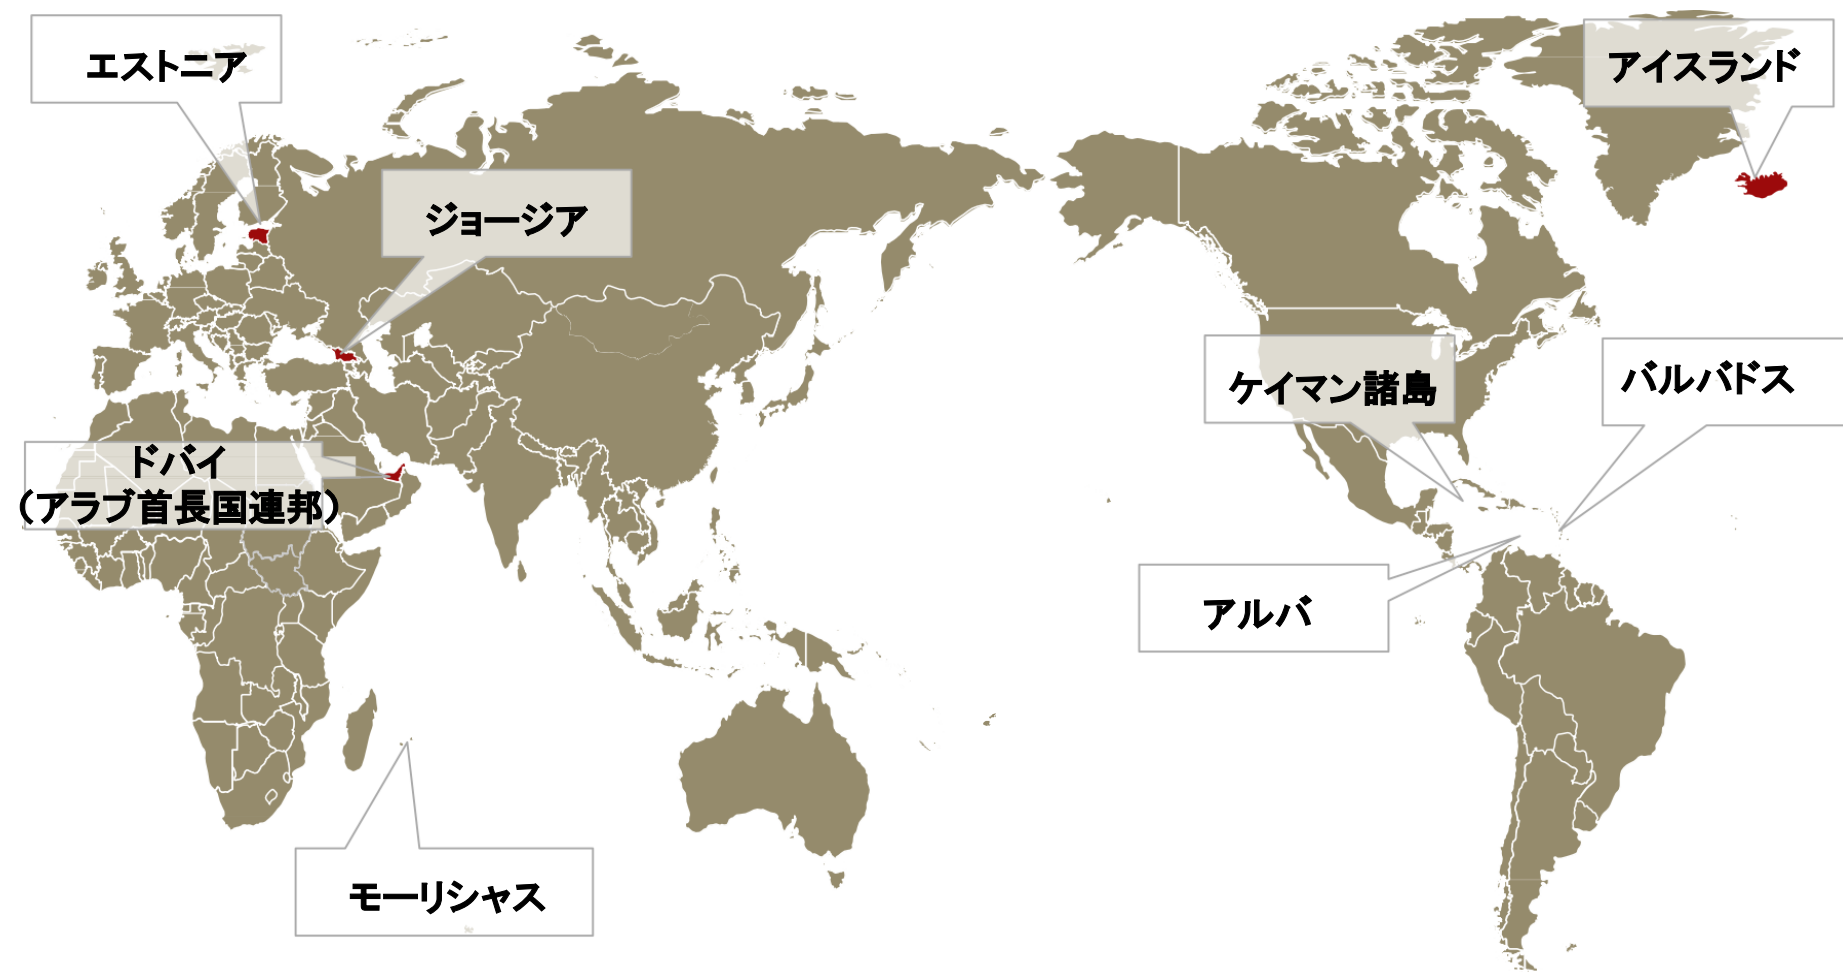 エストニア
アイスランド
ジョージア
ケイマン諸島
バルバドス
ドバイ
（アラブ首長国連邦）
アルバ
モーリシャス